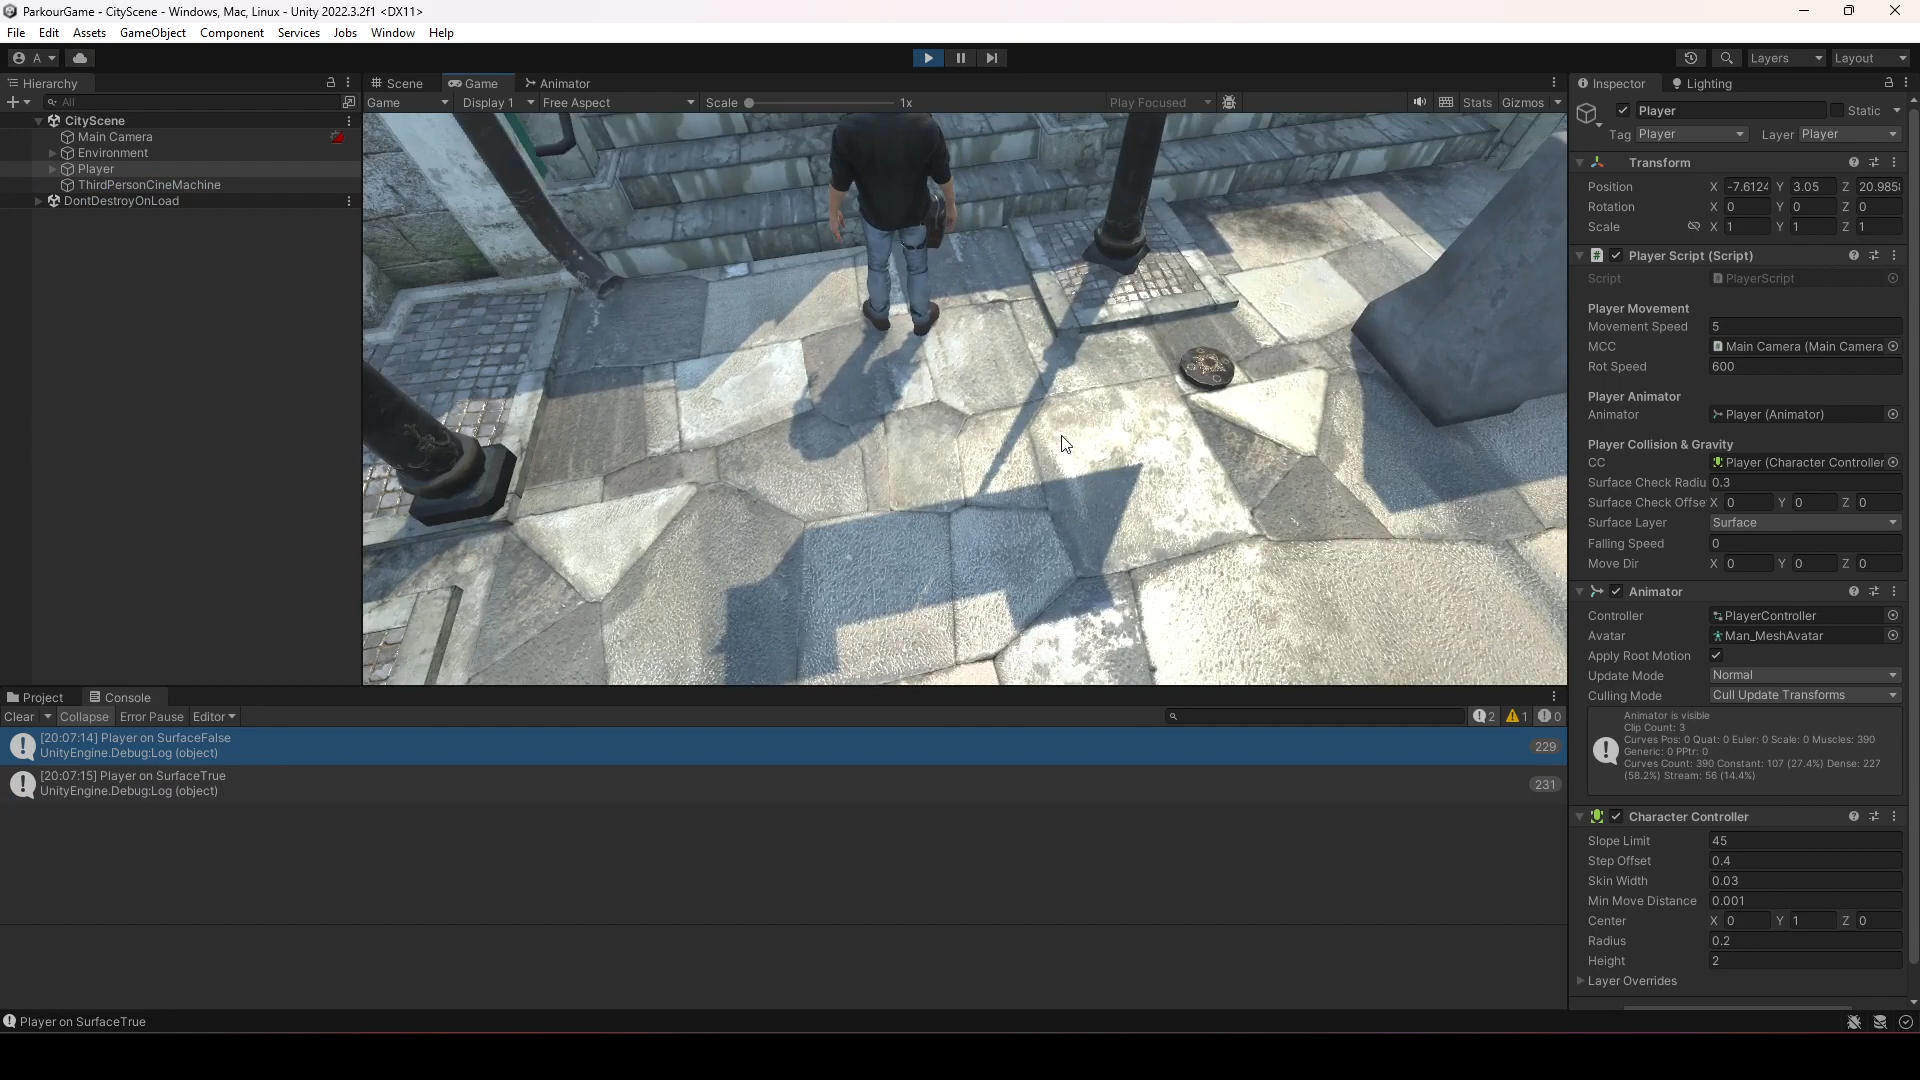 ParkourGame - CityScene - Windows, Mac, Linux - Unity 2022.3.2f1 <DX11>
File Edit Assets GameObject Component Services Jobs Window Help
A Layers Layout
Hierarchy
All
CityScene
Main Camera
Environment
Player
ThirdPersonCineMachine
DontDestroyOnLoad
Scene Game Animator
Game Display 1 Free Aspect Scale 1x Play Focused Stats Gizmos
Inspector Lighting
Player Static
Tag Player Layer Player
Transform
Position X -7.6124 Y 3.05 Z 20.985
Rotation X 0 Y 0 Z 0
Scale X 1 Y 1 Z 1
Player Script (Script)
Script PlayerScript
Player Movement
Movement Speed 5
MCC Main Camera (Main Camera
Rot Speed 600
Player Animator
Animator Player (Animator)
Player Collision & Gravity
CC Player (Character Controller
Surface Check Radiu 0.3
Surface Check Offse X 0 Y 0 Z 0
Surface Layer Surface
Falling Speed 0
Move Dir X 0 Y 0 Z 0
Animator
Controller PlayerController
Avatar Man_MeshAvatar
Apply Root Motion
Update Mode Normal
Culling Mode Cull Update Transforms
Animator is visible
Clip Count: 3
Curves Pos: 0 Quat: 0 Euler: 0 Scale: 0 Muscles: 390
Generic: 0 PPtr: 0
Curves Count: 390 Constant: 107 (27.4%) Dense: 227
(58.2%) Stream: 56 (14.4%)
Character Controller
Slope Limit 45
Step Offset 0.4
Skin Width 0.03
Min Move Distance 0.001
Center X 0 Y 1 Z 0
Radius 0.2
Height 2
Layer Overrides
Project Console
Clear Collapse Error Pause Editor 2 1 0
[20:07:14] Player on SurfaceFalse
UnityEngine.Debug:Log (object)
229
[20:07:15] Player on SurfaceTrue
UnityEngine.Debug:Log (object)
231
Player on SurfaceTrue